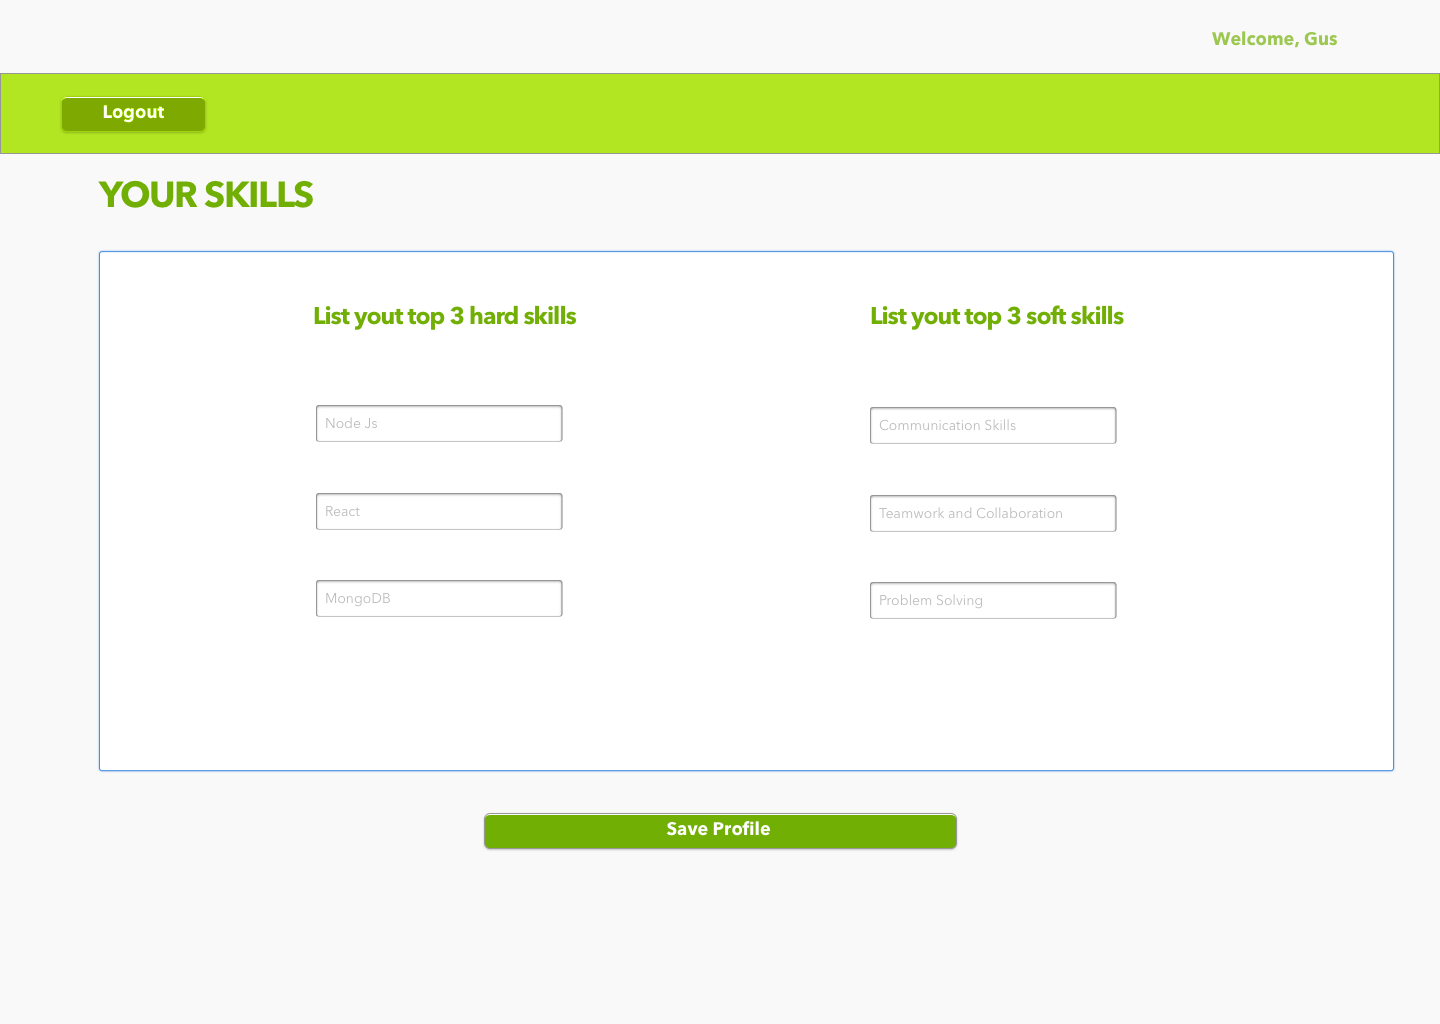 Welcome, Gus
Logout
YOUR SKILLS
List yout top 3 hard skills
List yout top 3 soft skills
Node Js
Communication Skills
React
Teamwork and Collaboration
MongoDB
Problem Solving
Save Profile